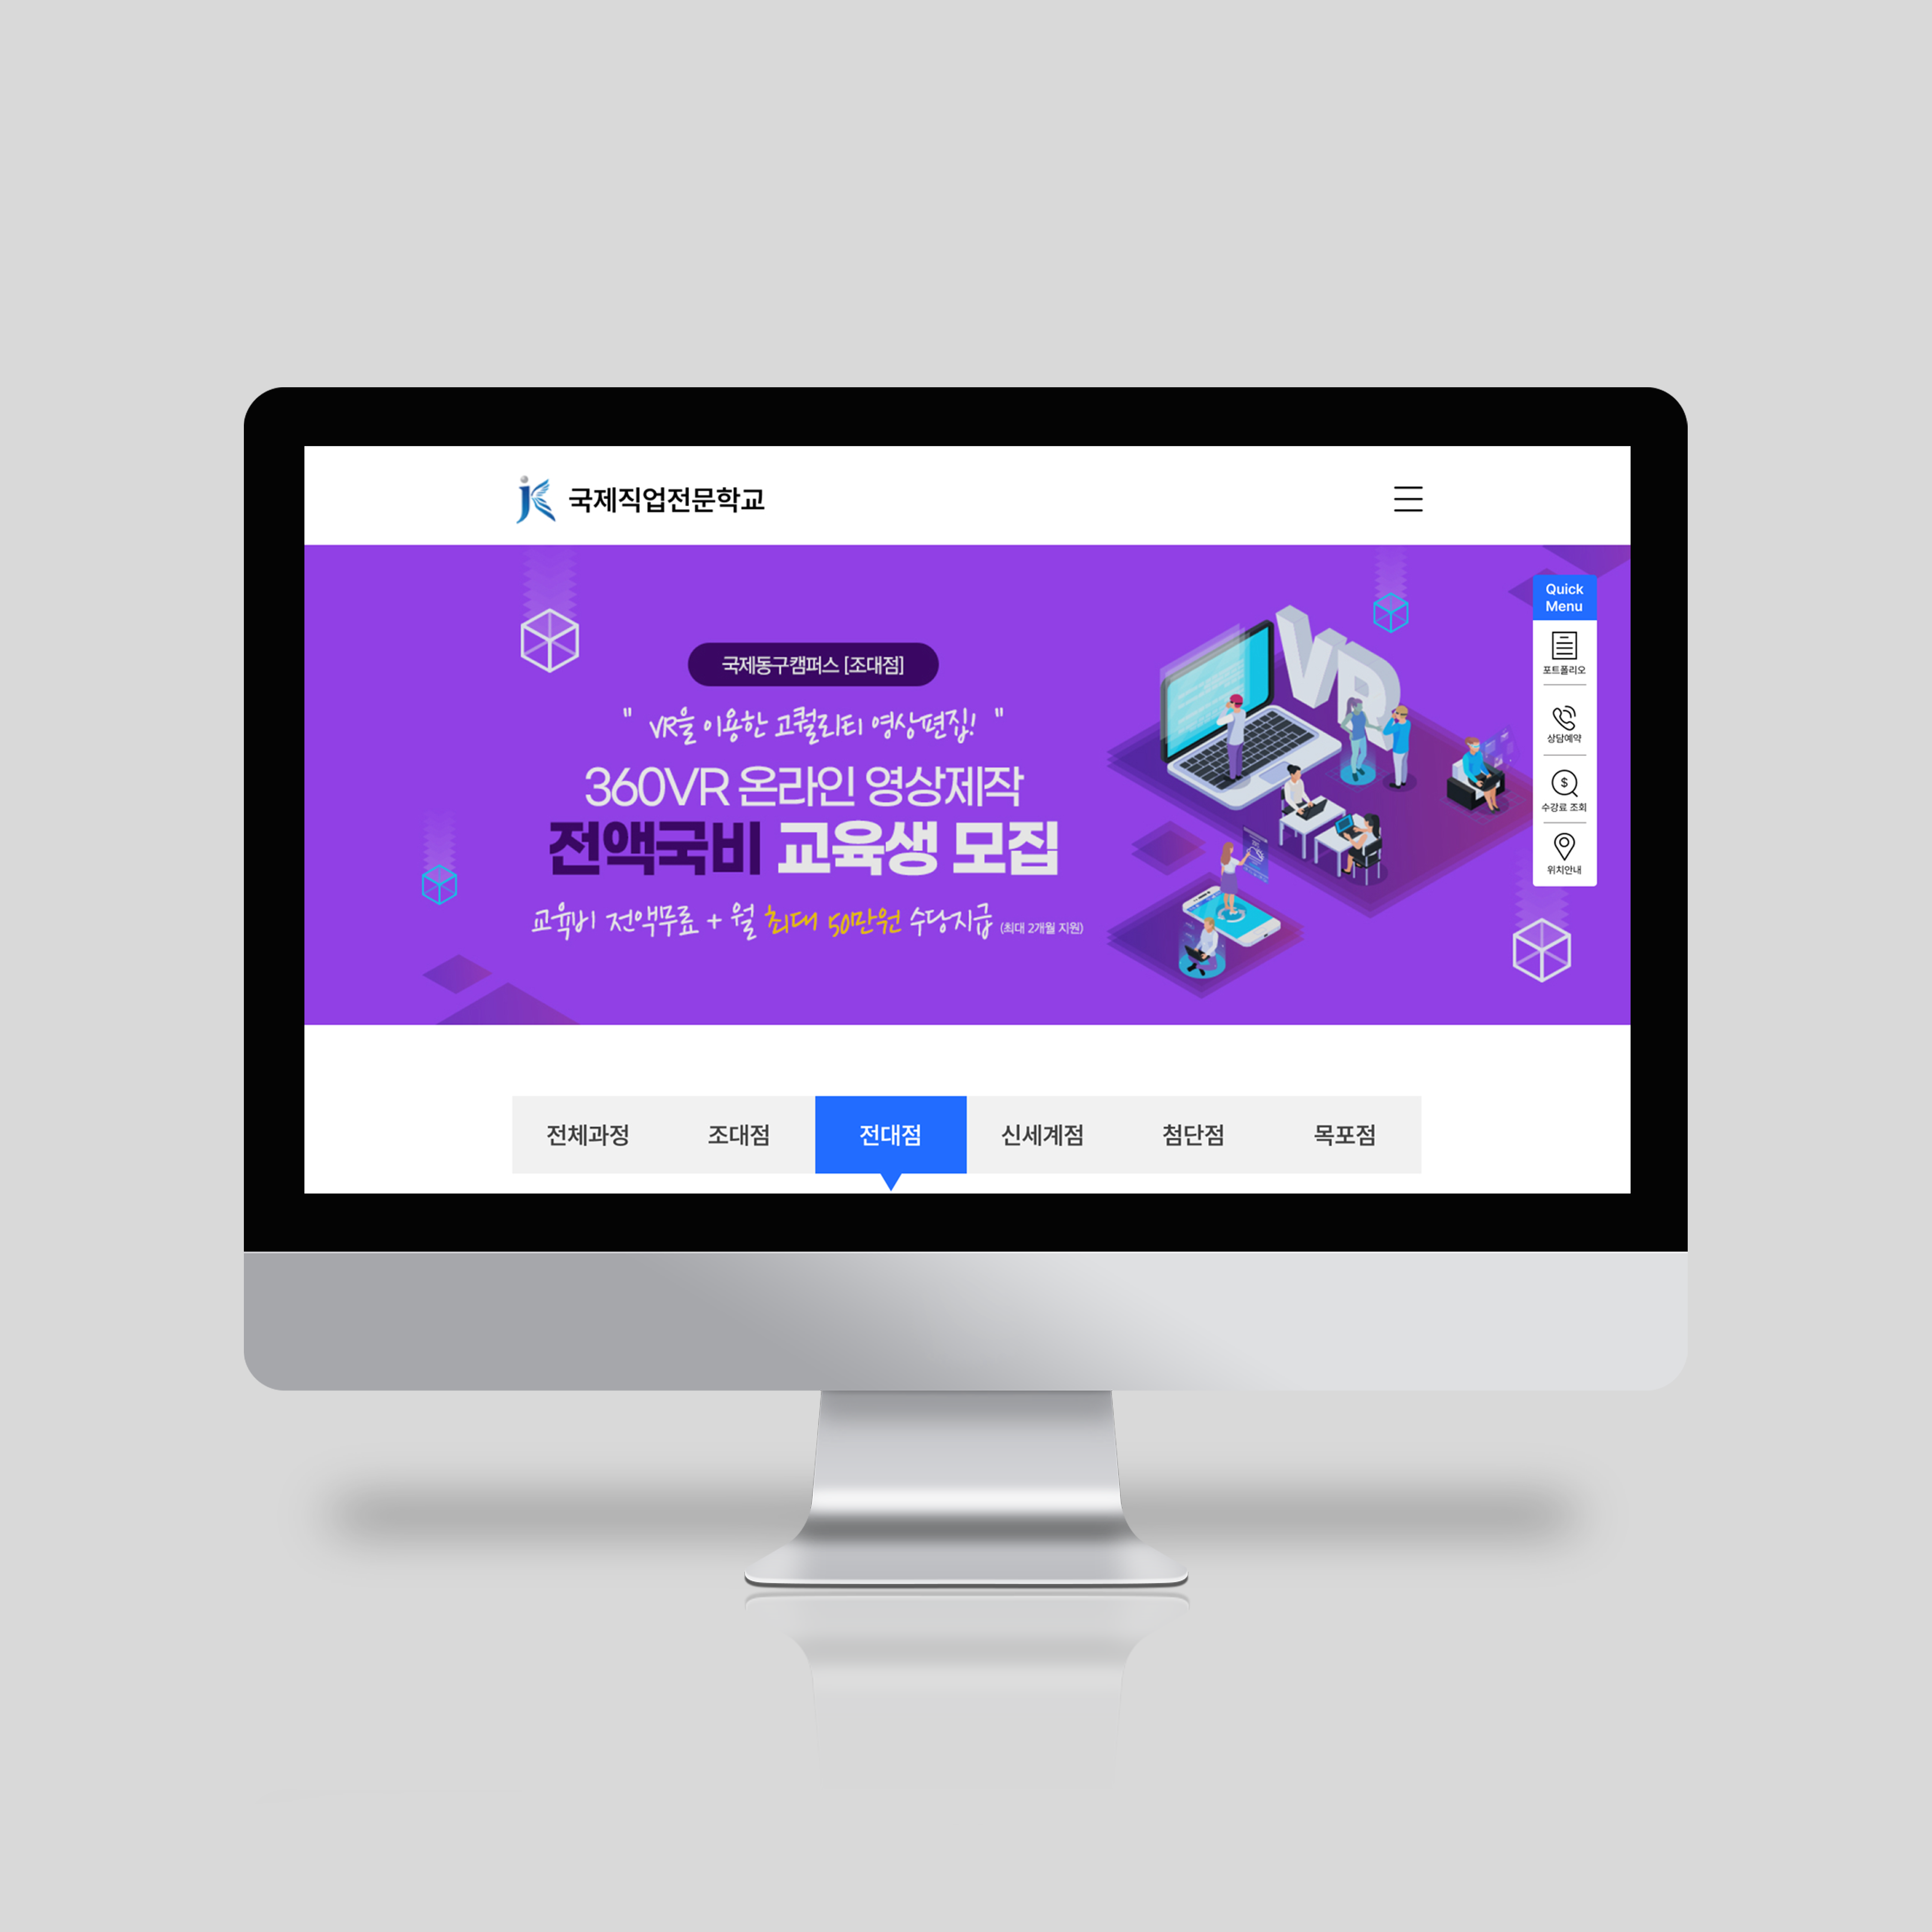 국제직업전문학교
국제동구캠퍼스 [조대점]
" VR을 이용한 고퀄리티 영상편집! "
360VR 온라인 영상제작
전액국비 교육생 모집
교육비 전액무료 + 월 최대 50만원 수당지급 (최대 2개월 지원)
VR
Quick
Menu
포트폴리오
상담예약
$
수강료 조회
위치안내
전체과정 조대점 전대점 신세계점 첨단점 목포점